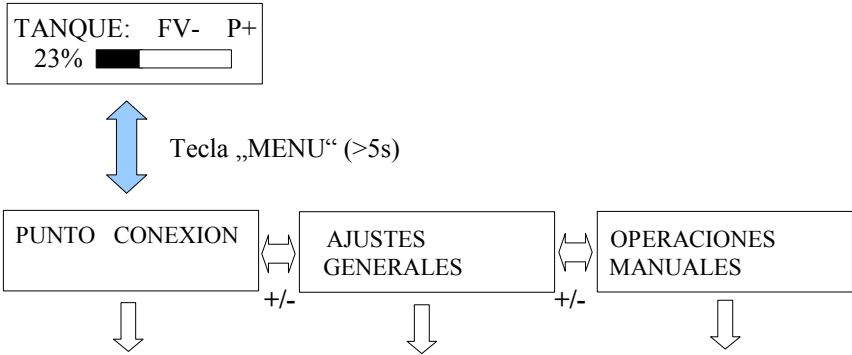 TANQUE: FV- P+
23%
Tecla „MENU“ (>5s)
PUNTO CONEXION
AJUSTES
GENERALES
OPERACIONES
MANUALES
+/-
+/-